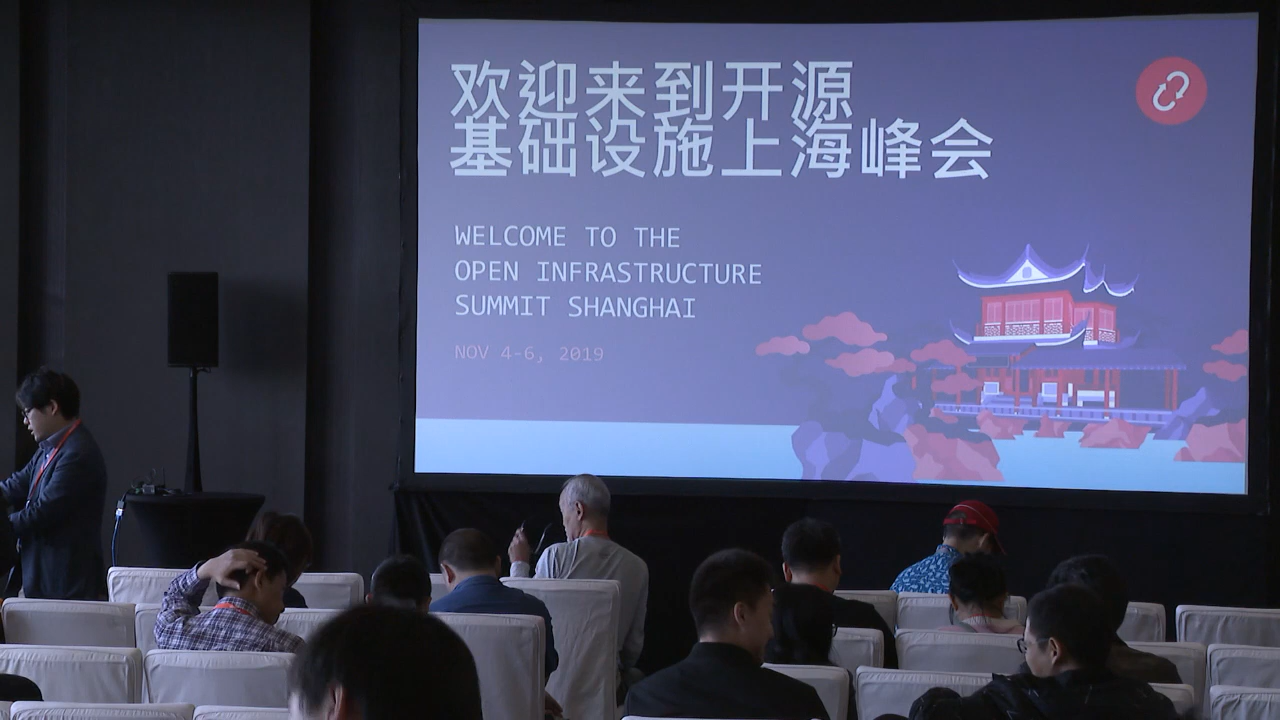 欢迎来到开源
基础设施上海峰会
WELCOME TO THE
OPEN INFRASTRUCTURE
SUMMIT SHANGHAI
NOV 4-6, 2019